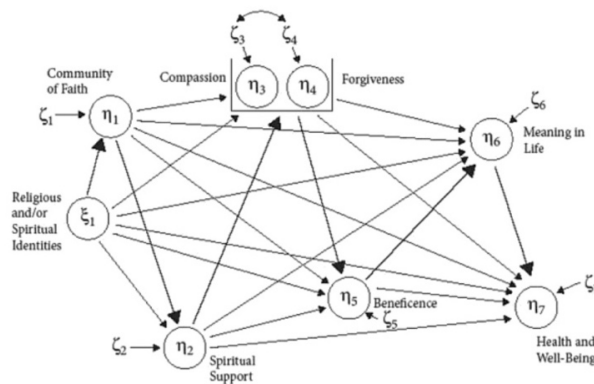 ζ3
ζ4
Community
of Faith
Compassion
η3
η4
Forgiveness
ζ1
η1
ζ6
η6
Meaning in
Life
Religious
and/or
Spiritual
Identities
ξ1
η5
Beneficence
ζ5
η7
ζ
ζ2
η2
Spiritual
Support
Health and
Well-Being